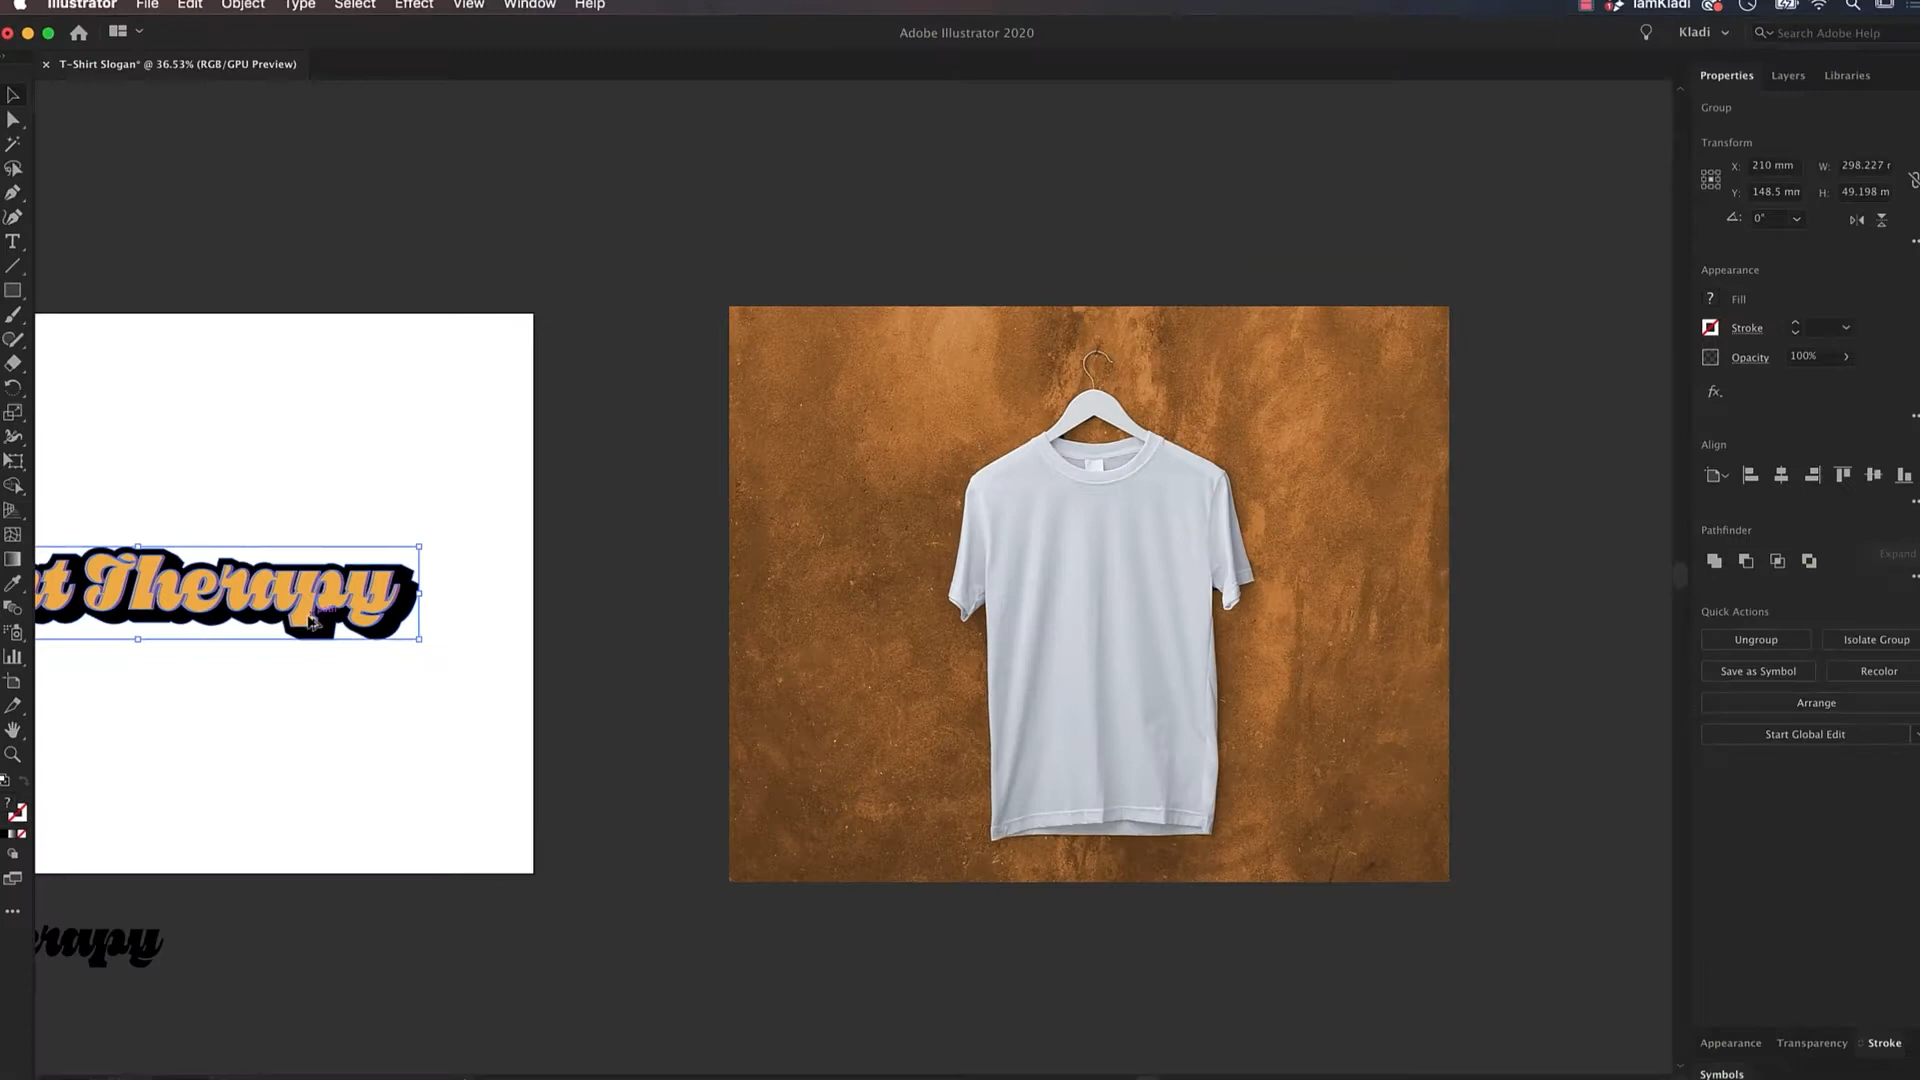 Illustrator File Edit Object Type Select Effect View Window Help
IamKladi
Adobe Illustrator 2020
Kladi
Search Adobe Help
× T-Shirt Slogan* @ 36.53% (RGB/GPU Preview)
Properties Layers Libraries
Group
Transform
X: 210 mm W: 298.227
Y: 148.5 mm H: 49.198 m
0°
Appearance
? Fill
Stroke
Opacity 100%
fx.
Align
Pathfinder
Expand
Quick Actions
Ungroup Isolate Group
Save as Symbol Recolor
Arrange
Start Global Edit
t Therapy
erapy
Appearance Transparency Stroke
Symbols